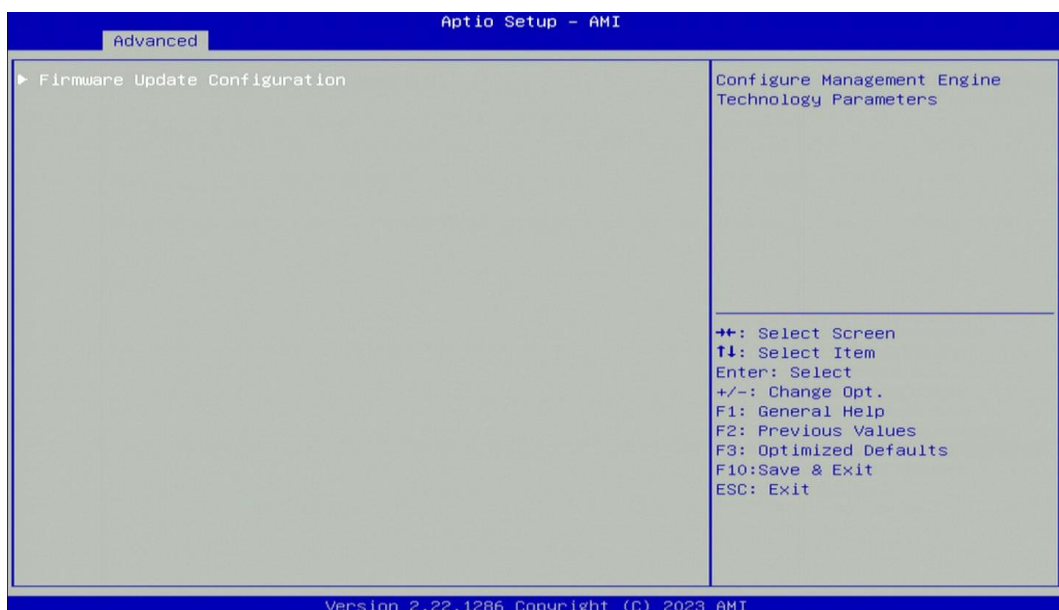 Aptio Setup – AMI
Advanced
▶ Firmware Update Configuration
Configure Management Engine
Technology Parameters
→←: Select Screen
↑↓: Select Item
Enter: Select
+/-: Change Opt.
F1: General Help
F2: Previous Values
F3: Optimized Defaults
F10:Save & Exit
ESC: Exit
Version 2.22.1286 Copyright (C) 2023 AMI